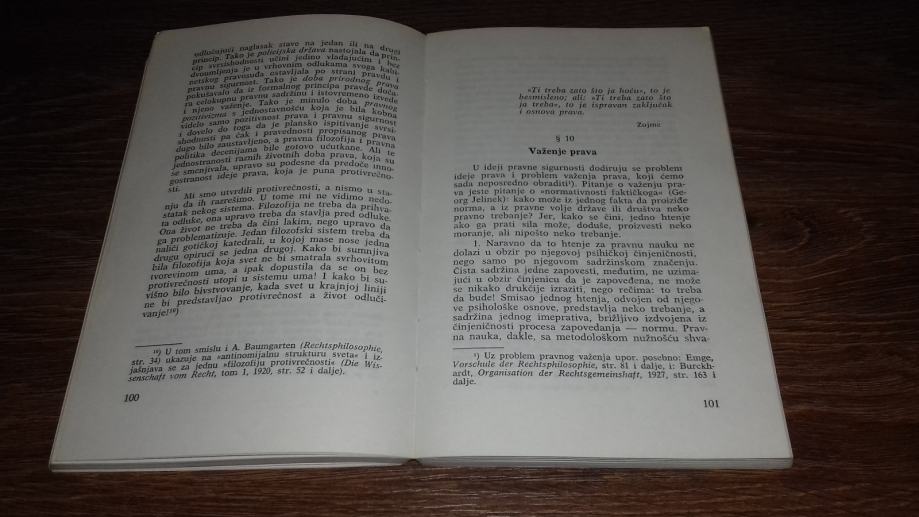 odlučujući naglasak stavo na jedan ili na drugi
princip. Tako je policijska država nastojala da prin-
cip svrsishodnosti učini jedino vladajućim i bez
dvoumljenja je u vrhovnim odlukama svoga kabi-
netskog pravosuđa ostavljala po strani pravdu i
pravnu sigurnost. Tako je doba prirodnog prava
pokušavalo da iz formalnog principa pravde doča-
ra celokupnu pravnu sadržinu i istovremeno izvede
i njeno važenje. Tako je minulo doba pravnog
pozitivizma s jednostavnošću koja je bila kobna
videlo samo pozitivnost prava i pravnu sigurnost
i dovelo do toga da je plansko ispitivanje svrsi-
shodnosti pa čak i pravednosti propisanog prava
dugo bilo zaustavljeno, a pravna filozofija i pravna
politika decenijama bile gotovo ućutkane. Ali te
jednostranosti raznih životnih doba prava, koja su
se smenjivala, upravo su podesne da predoče mno-
gostranost ideje prava, koja je puna protivrečno-
sti.
Mi smo utvrdili protivrečnosti, a nismo u sta-
nju da ih razrešimo. U tome mi ne vidimo nedo-
statak nekog sistema. Filozofija ne treba da prihva-
ta odluke, ona upravo treba da stavlja pred odluke.
Ona život ne treba da čini lakim, nego upravo da
ga problematizuje. Jedan filozofski sistem treba da
naliči gotičkoj katedrali, u kojoj mase nose jedna
drugu opirući se jedna drugoj. Kako bi sumnjiva
bila filozofija koja svet ne bi smatrala svrhovitom
tvorevinom uma, a ipak dopustila da se on bez
protivrečnosti utopi u sistemu uma! I kako bi su-
višno bilo bivstvovanje, kada svet u krajnjoj liniji
ne bi predstavljao protivrečnost a život odluči-
vanje!¹⁹)
¹⁹) U tom smislu i A. Baumgarten (Rechtsphilosophie,
str. 34) ukazuje na »antinomijalnu strukturu sveta« i iz-
jašnjava se za jednu »filozofiju protivrečnosti« (Die Wis-
senschaft vom Recht, tom 1, 1920, str. 52 i dalje).
100
»Ti treba zato što ja hoću«, to je
besmisleno; ali: »Ti treba zato što
ja treba«, to je ispravan zaključak
i osnova prava.
Zojme
§ 10
Važenje prava
U ideji pravne sigurnosti dodiruju se problem
ideje prava i problem važenja prava, koji ćemo
sada neposredno obraditi¹). Pitanje o važenju pra-
va jeste pitanje o »normativnosti faktičkoga« (Ge-
org Jelinek): kako može iz jednog fakta da proiziđe
norma, a iz pravne volje države ili društva neko
pravno trebanje? Jer, kako se čini, jedno htenje
ako ga prati sila može, doduše, proizvesti neko
moranje, ali nipošto neko trebanje.
1. Naravno da to htenje za pravnu nauku ne
dolazi u obzir po njegovoj psihičkoj činjeničnosti,
nego samo po njegovom sadržinskom značenju.
Čista sadržina jedne zapovesti, međutim, ne uzima-
jući u obzir činjenicu da je zapovedana, ne može
se nikako drukčije izraziti, nego rečima: to treba
da bude! Smisao jednog htenja, odvojen od njego-
ve psihološke osnove, predstavlja neko trebanje, a
sadržina jednog imeprativa, brižljivo izdvojena iz
činjeničnosti procesa zapovedanja — normu. Prav-
na nauka, dakle, sa metodološkom nužnošću shva-
¹) Uz problem pravnog važenja upor. posebno: Emge,
Vorschule der Rechtsphilosophie, str. 81 i dalje, i: Burck-
hardt, Organisation der Rechtsgemeinshaft, 1927, str. 163 i
dalje.
101